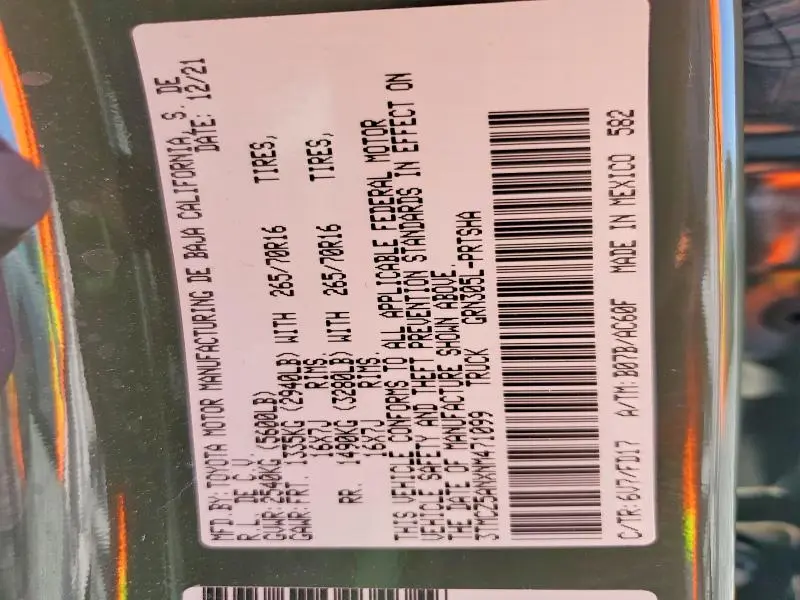 MFD.BY:TOYOTA MOTOR MANUFACTURING DE BAJA CALIFORNIA, S. DE
R.L. DE C.V. DATE: 12/21
GVWR:2540KG (5600LB)
GAWR:FRT. 1335KG (2940LB) WITH 265/70R16 TIRES,
16X7J RIMS.
RR. 1490KG (3280LB) WITH 265/70R16 TIRES,
16X7J RIMS.
THIS VEHICLE CONFORMS TO ALL APPLICABLE FEDERAL MOTOR
VEHICLE SAFETY AND THEFT PREVENTION STANDARDS IN EFFECT ON
THE DATE OF MANUFACTURE SHOWN ABOVE.
3TMCZ5ANXNM471099 TRUCK GRN305L-PRTSHA
C/TR:6V7/FD17 A/TM:B07B/AC60F MADE IN MEXICO 582